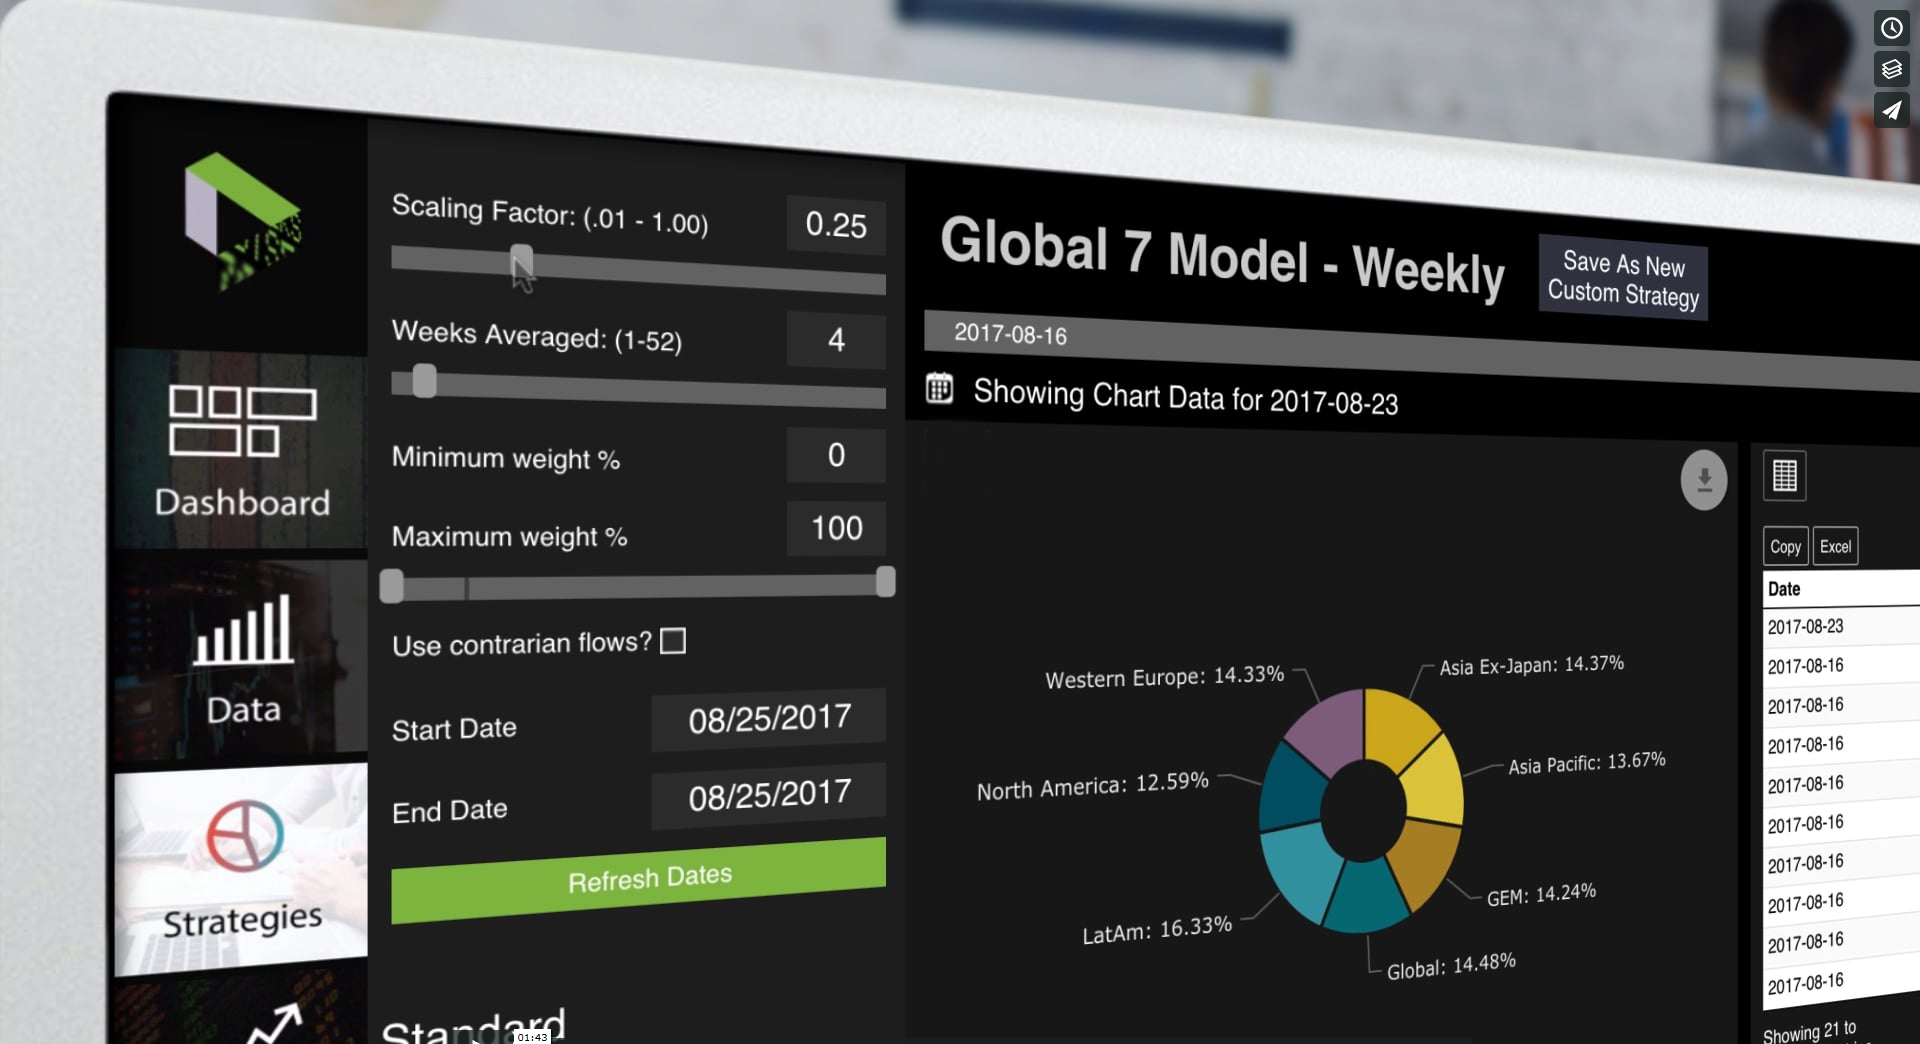 Scaling Factor: (.01 - 1.00)
0.25
Weeks Averaged: (1-52)
4
Minimum weight %
0
Maximum weight %
100
Use contrarian flows?
Start Date
08/25/2017
End Date
08/25/2017
Refresh Dates
Standard
Dashboard
Data
Strategies
Global 7 Model - Weekly
Save As New
Custom Strategy
2017-08-16
Showing Chart Data for 2017-08-23
Western Europe: 14.33%
Asia Ex-Japan: 14.37%
North America: 12.59%
Asia Pacific: 13.67%
LatAm: 16.33%
GEM: 14.24%
Global: 14.48%
Copy
Excel
Date
2017-08-23
2017-08-16
2017-08-16
2017-08-16
2017-08-16
2017-08-16
2017-08-16
2017-08-16
2017-08-16
2017-08-16
Showing 21 to
01:43